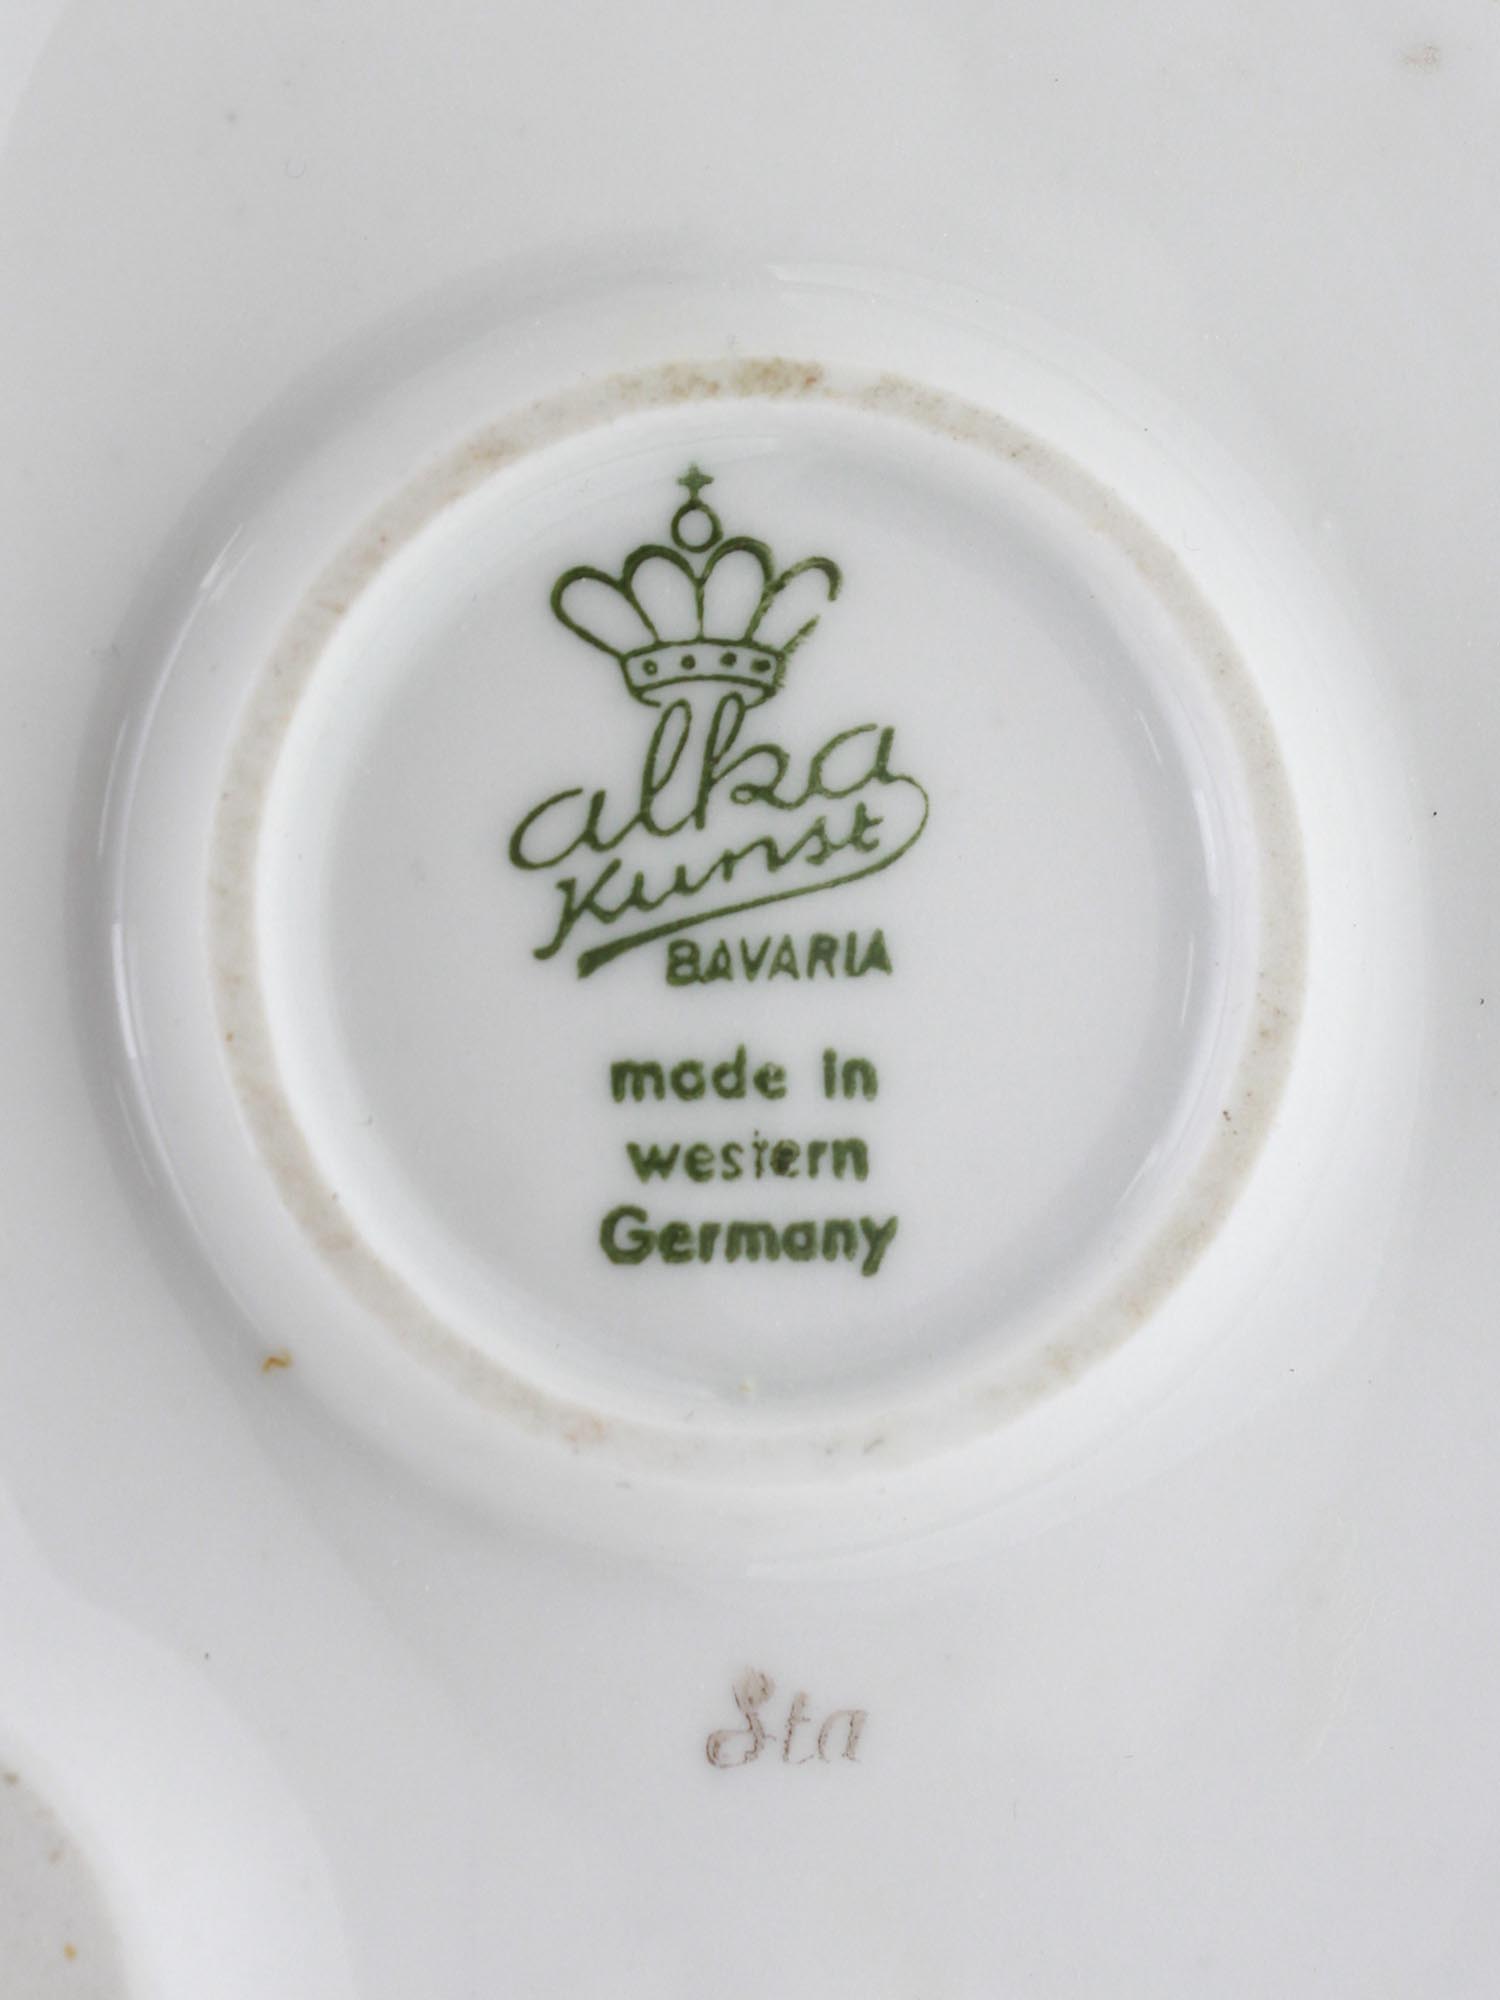 alka
Kunst
BAVARIA
made in
western
Germany
Sta